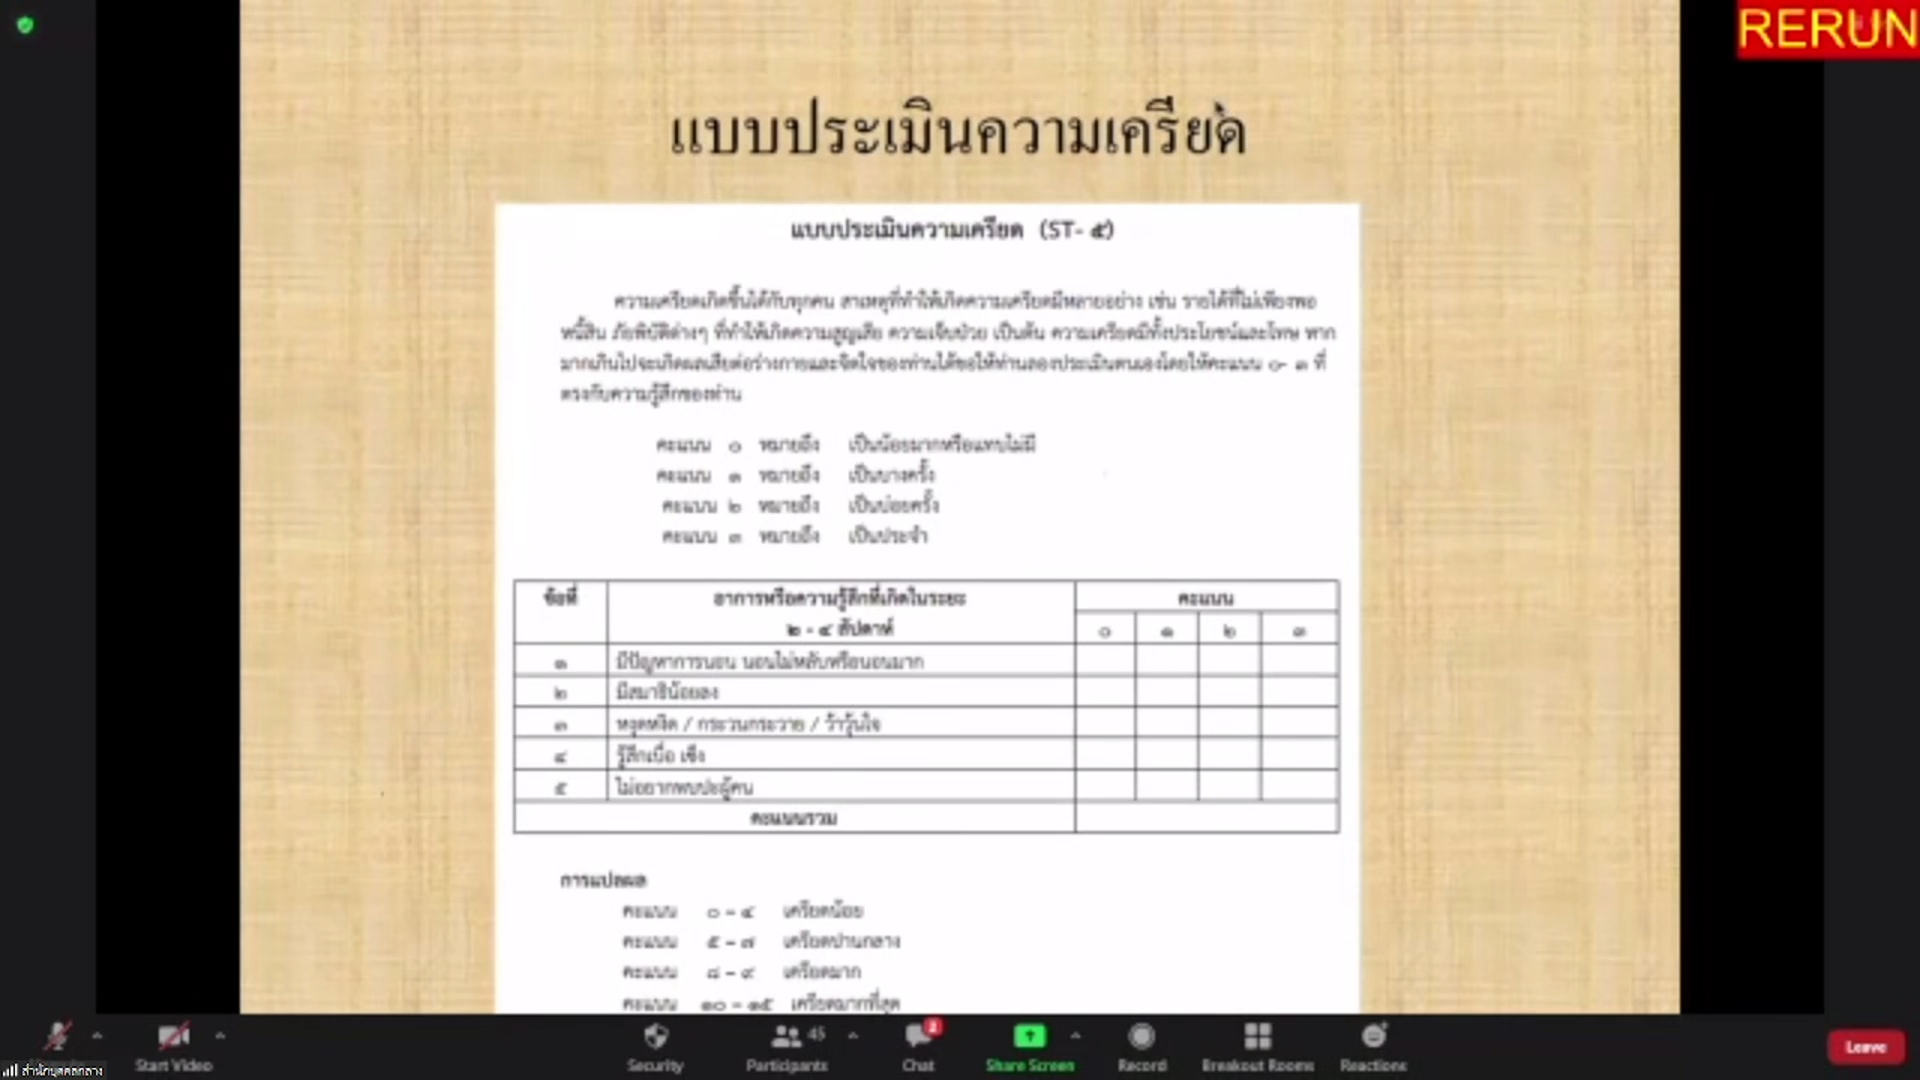 RERUN
แบบประเมินความเครียด
แบบประเมินความเครียด (ST- ๕)
ความเครียดเกิดขึ้นได้กับทุกคน สาเหตุที่ทำให้เกิดความเครียดมีหลายอย่าง เช่น รายได้ที่ไม่เพียงพอ
หนี้สิน ภัยพิบัติต่างๆ ที่ทำให้เกิดความสูญเสีย ความเจ็บป่วย เป็นต้น ความเครียดมีทั้งประโยชน์และโทษ หาก
มากเกินไปจะเกิดผลเสียต่อร่างกายและจิตใจของท่านได้ขอให้ท่านลองประเมินตนเองโดยให้คะแนน ๐- ๓ ที่
ตรงกับความรู้สึกของท่าน
คะแนน ๐ หมายถึง เป็นน้อยมากหรือแทบไม่มี
คะแนน ๑ หมายถึง เป็นบางครั้ง
คะแนน ๒ หมายถึง เป็นบ่อยครั้ง
คะแนน ๓ หมายถึง เป็นประจำ
ข้อที่ อาการหรือความรู้สึกที่เกิดในระยะ คะแนน
๒ - ๔ สัปดาห์ ๐ ๑ ๒ ๓
๑ มีปัญหาการนอน นอนไม่หลับหรือนอนมาก
๒ มีสมาธิน้อยลง
๓ หงุดหงิด / กระวนกระวาย / ว้าวุ่นใจ
๔ รู้สึกเบื่อ เซ็ง
๕ ไม่อยากพบปะผู้คน
คะแนนรวม
การแปลผล
คะแนน ๐ – ๔ เครียดน้อย
คะแนน ๕ – ๗ เครียดปานกลาง
คะแนน ๘ – ๙ เครียดมาก
คะแนน ๑๐ – ๑๕ เครียดมากที่สุด
Start Video Security Participants 45 Chat 2 Share Screen Record Breakout Rooms Reactions Leave
สำนักบุคคลกลาง